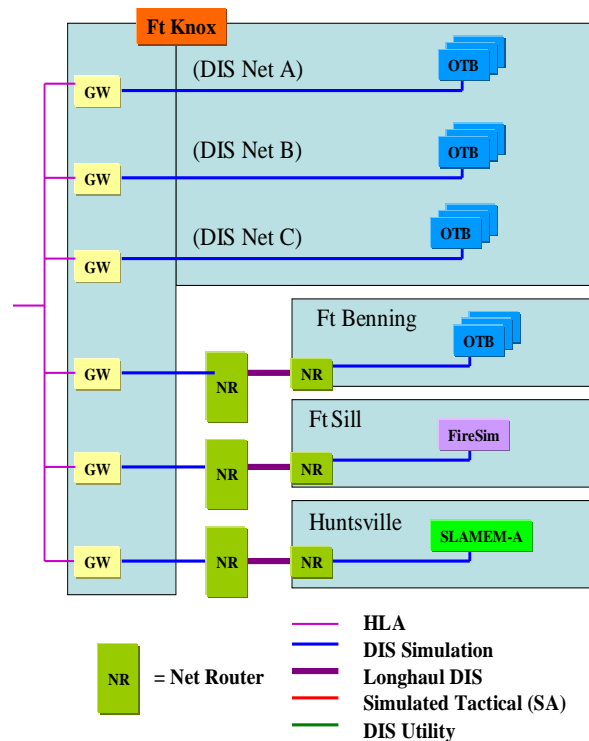 Ft Knox
(DIS Net A)
OTB
GW
(DIS Net B)
OTB
GW
(DIS Net C)
OTB
GW
Ft Benning
OTB
GW
NR
NR
Ft Sill
FireSim
GW
NR
NR
Huntsville
SLAMEM-A
GW
NR
NR
HLA
DIS Simulation
NR
= Net Router
Longhaul DIS
Simulated Tactical (SA)
DIS Utility